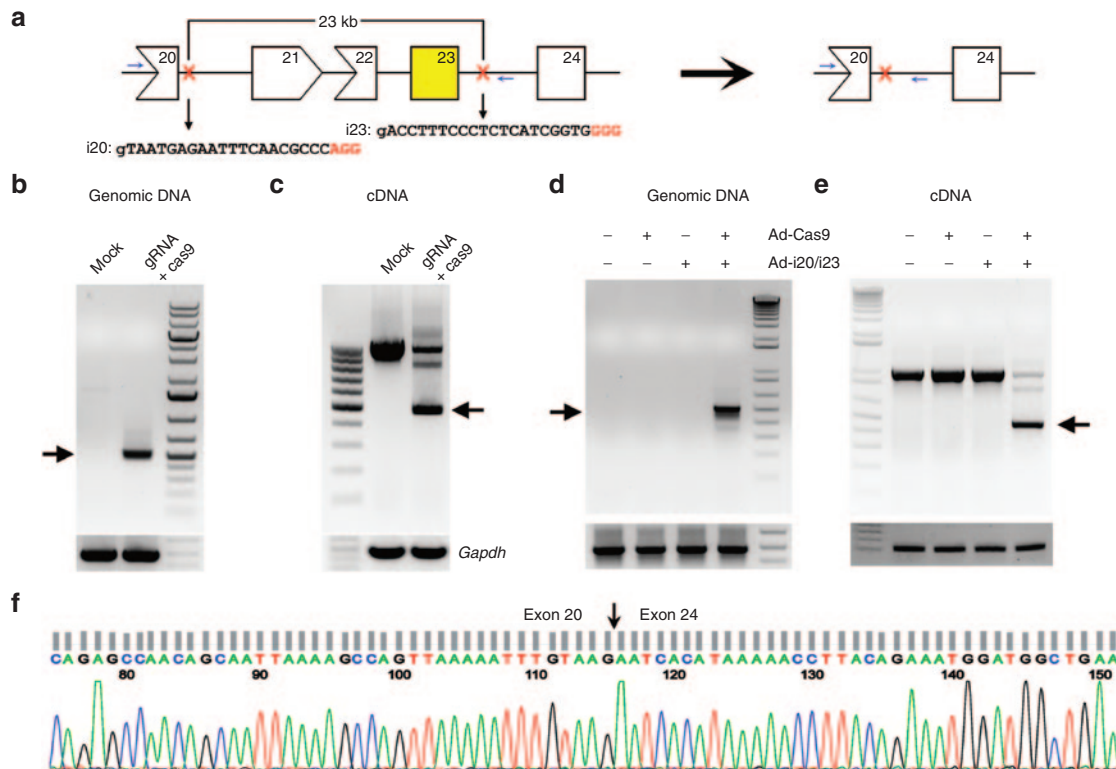 a
23 kb
20 21 22 23 24 20 24
i23: gACCTTTCCCTCTCATCGGTGGGG
i20: gTAATGAGAATTTCAACGCCCAGG
b c d e
Genomic DNA cDNA Genomic DNA cDNA
Mock gRNA + cas9 Mock gRNA + cas9
– + – + Ad-Cas9 – + – +
– – + + Ad-i20/i23 – – + +
Gapdh
f
Exon 20 Exon 24
CAGAGCCAACAGCAATTAAAAGCCAGTTAAAAATTTGTAAGAATCACATAAAAACCTTACAGAAATGGATGGCTGAA
80 90 100 110 120 130 140 150